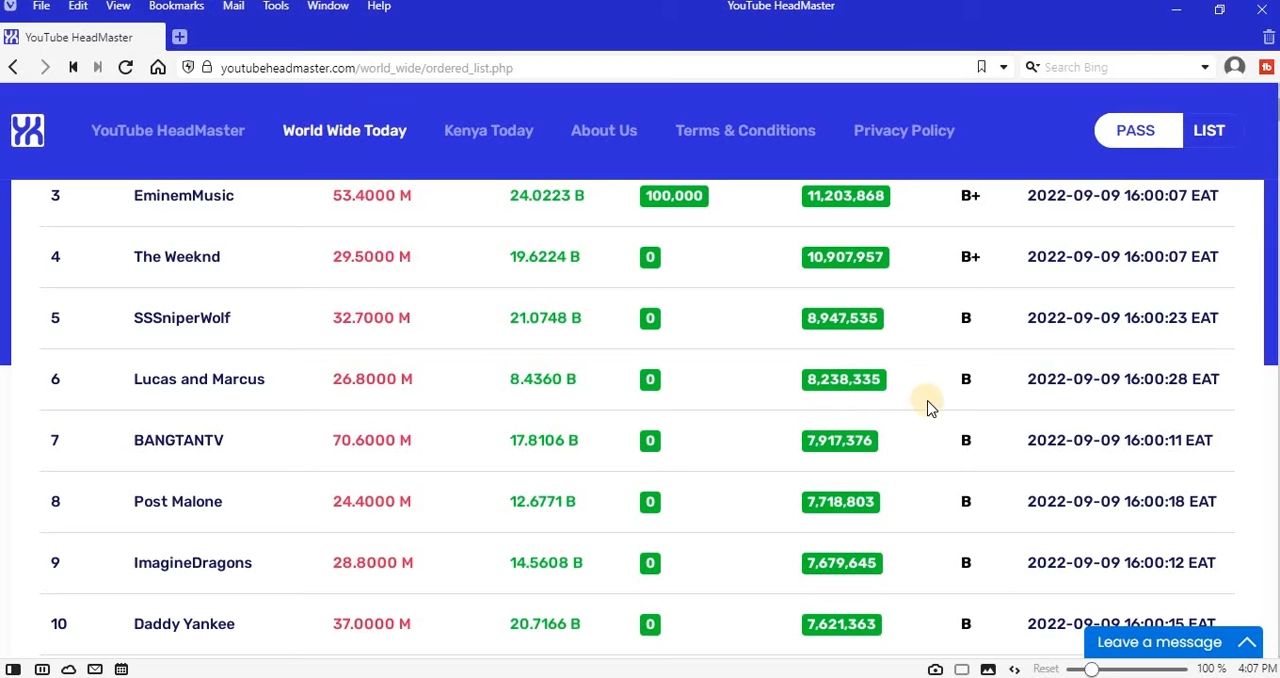 File Edit View Bookmarks Mail Tools Window Help YouTube HeadMaster
YouTube HeadMaster
youtubeheadmaster.com/world_wide/ordered_list.php Search Bing
YouTube HeadMaster World Wide Today Kenya Today About Us Terms & Conditions Privacy Policy PASS LIST
3 EminemMusic 53.4000 M 24.0223 B 100,000 11,203,868 B+ 2022-09-09 16:00:07 EAT
4 The Weeknd 29.5000 M 19.6224 B 0 10,907,957 B+ 2022-09-09 16:00:07 EAT
5 SSSniperWolf 32.7000 M 21.0748 B 0 8,947,535 B 2022-09-09 16:00:23 EAT
6 Lucas and Marcus 26.8000 M 8.4360 B 0 8,238,335 B 2022-09-09 16:00:28 EAT
7 BANGTANTV 70.6000 M 17.8106 B 0 7,917,376 B 2022-09-09 16:00:11 EAT
8 Post Malone 24.4000 M 12.6771 B 0 7,718,803 B 2022-09-09 16:00:18 EAT
9 ImagineDragons 28.8000 M 14.5608 B 0 7,679,645 B 2022-09-09 16:00:12 EAT
10 Daddy Yankee 37.0000 M 20.7166 B 0 7,621,363 B 2022-09-09 16:00:15 EAT
Leave a message
Reset 100 % 4:07 PM